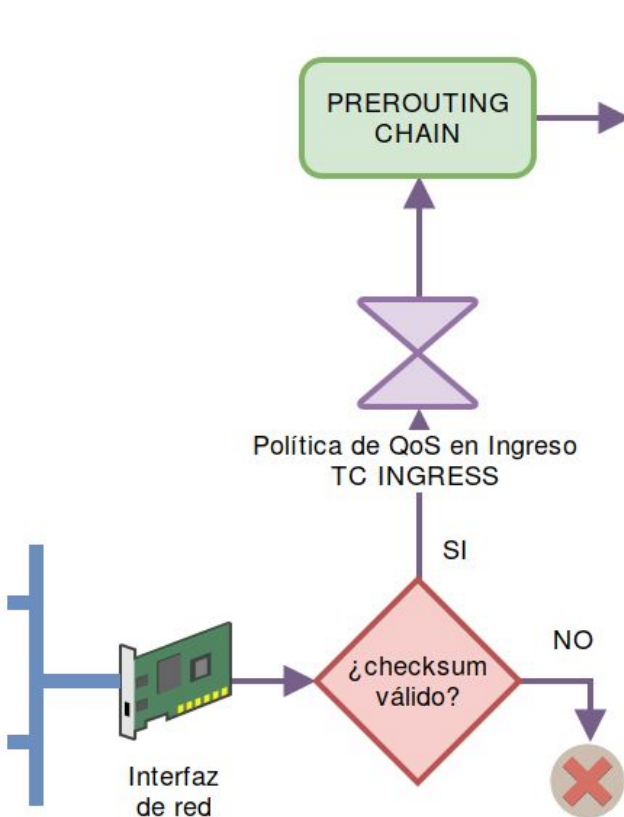 PREROUTING
CHAIN
Política de QoS en Ingreso
TC INGRESS
SI
¿checksum
válido?
NO
Interfaz
de red